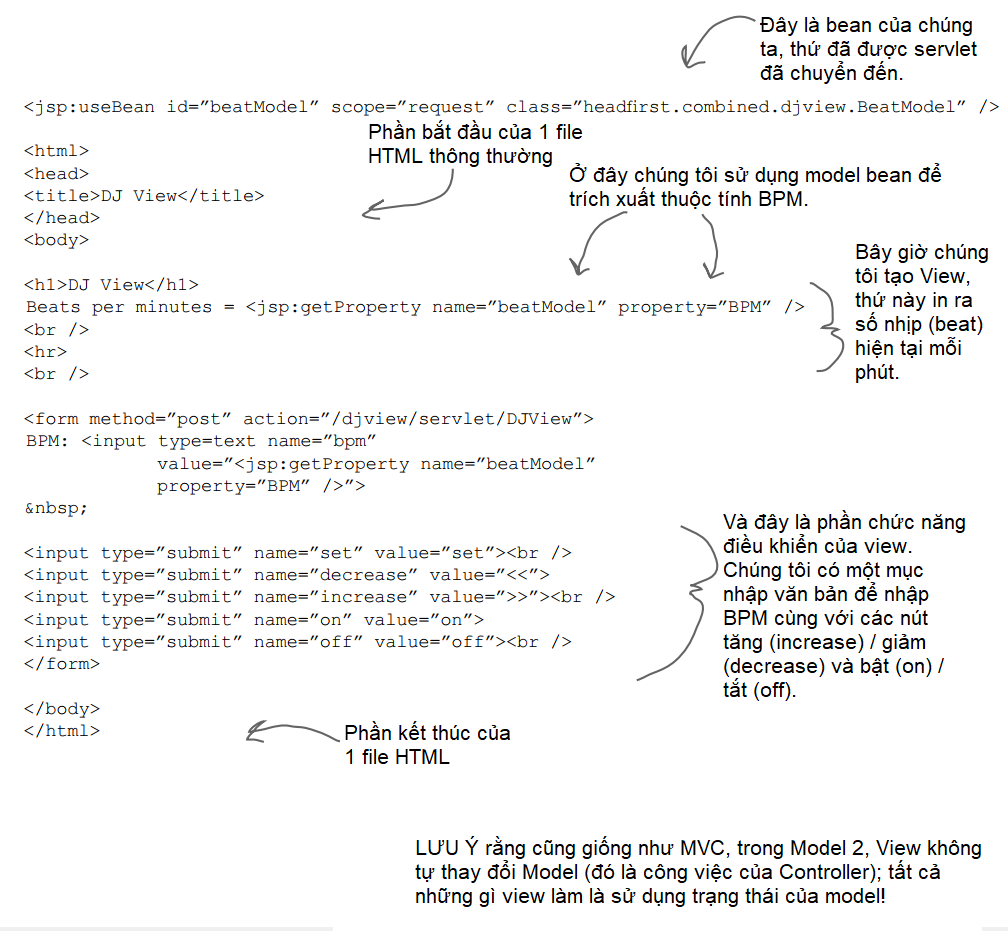 Đây là bean của chúng
ta, thứ đã được servlet
đã chuyển đến.
<jsp:useBean id=”beatModel” scope=”request” class=”headfirst.combined.djview.BeatModel” />
Phần bắt đầu của 1 file
HTML thông thường
<html>
<head>
<title>DJ View</title>
</head>
<body>
Ở đây chúng tôi sử dụng model bean để
trích xuất thuộc tính BPM.
Bây giờ chúng
tôi tạo View,
thứ này in ra
số nhịp (beat)
hiện tại mỗi
phút.
<h1>DJ View</h1>
Beats per minutes = <jsp:getProperty name=”beatModel” property=”BPM” />
<br />
<hr>
<br />
<form method=”post” action=”/djview/servlet/DJView”>
BPM: <input type=text name=”bpm”
value=”<jsp:getProperty name=”beatModel”
property=”BPM” />”>
&nbsp;
<input type=”submit” name=”set” value=”set”><br />
<input type=”submit” name=”decrease” value=”<<”>
<input type=”submit” name=”increase” value=”>>”><br />
<input type=”submit” name=”on” value=”on”>
<input type=”submit” name=”off” value=”off”><br />
</form>
Và đây là phần chức năng
điều khiển của view.
Chúng tôi có một mục
nhập văn bản để nhập
BPM cùng với các nút
tăng (increase) / giảm
(decrease) và bật (on) /
tắt (off).
</body>
</html>
Phần kết thúc của
1 file HTML
LƯU Ý rằng cũng giống như MVC, trong Model 2, View không
tự thay đổi Model (đó là công việc của Controller); tất cả
những gì view làm là sử dụng trạng thái của model!